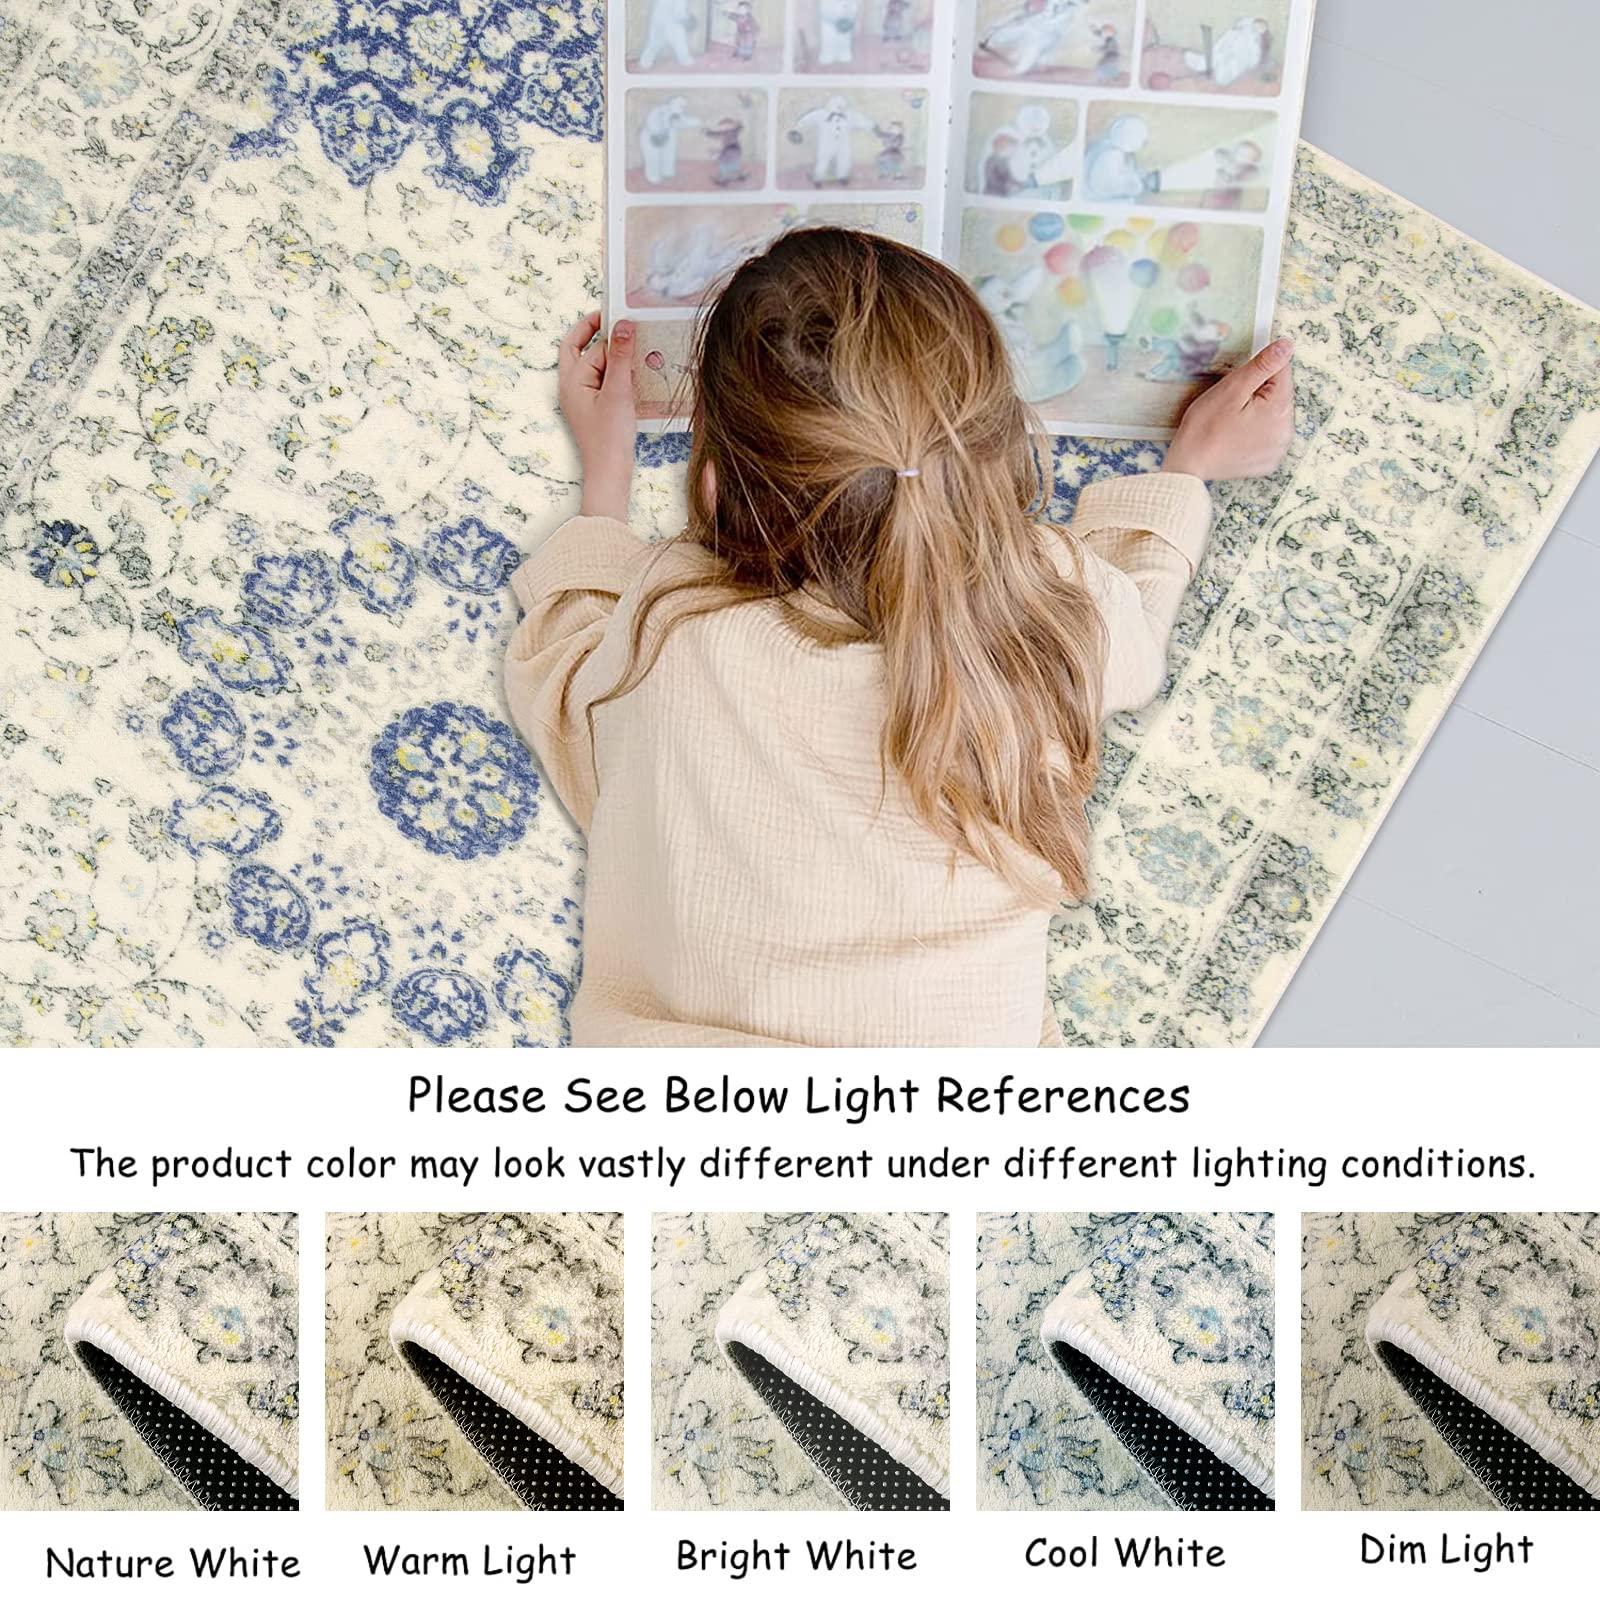 Please See Below Light References
The product color may look vastly different under different lighting conditions.
Nature White
Warm Light
Bright White
Cool White
Dim Light